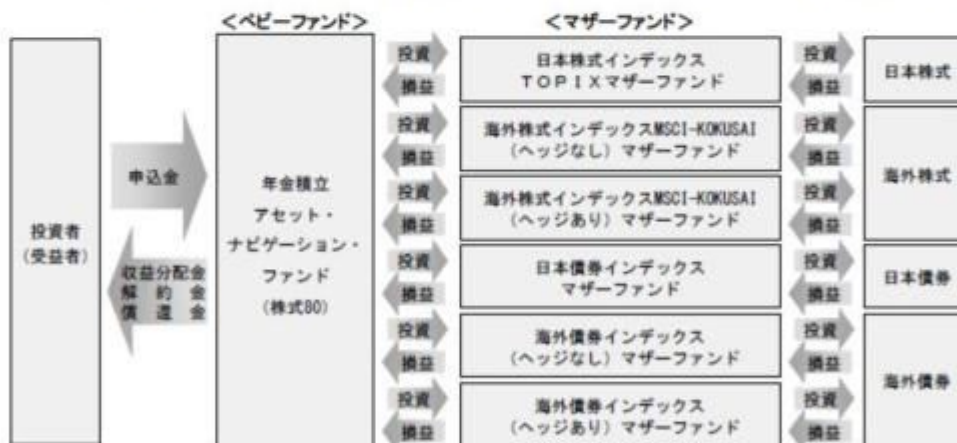 ＜ベビーファンド＞
＜マザーファンド＞
投資者
（受益者）
申込金
収益分配金
解約金
償還金
年金積立
アセット・
ナビゲーション・
ファンド
（株式80）
投資
損益
日本株式インデックス
ＴＯＰＩＸマザーファンド
投資
損益
日本株式
投資
損益
海外株式インデックスMSCI-KOKUSAI
（ヘッジなし）マザーファンド
投資
損益
投資
損益
海外株式インデックスMSCI-KOKUSAI
（ヘッジあり）マザーファンド
投資
損益
海外株式
投資
損益
日本債券インデックス
マザーファンド
投資
損益
日本債券
投資
損益
海外債券インデックス
（ヘッジなし）マザーファンド
投資
損益
投資
損益
海外債券インデックス
（ヘッジあり）マザーファンド
投資
損益
海外債券